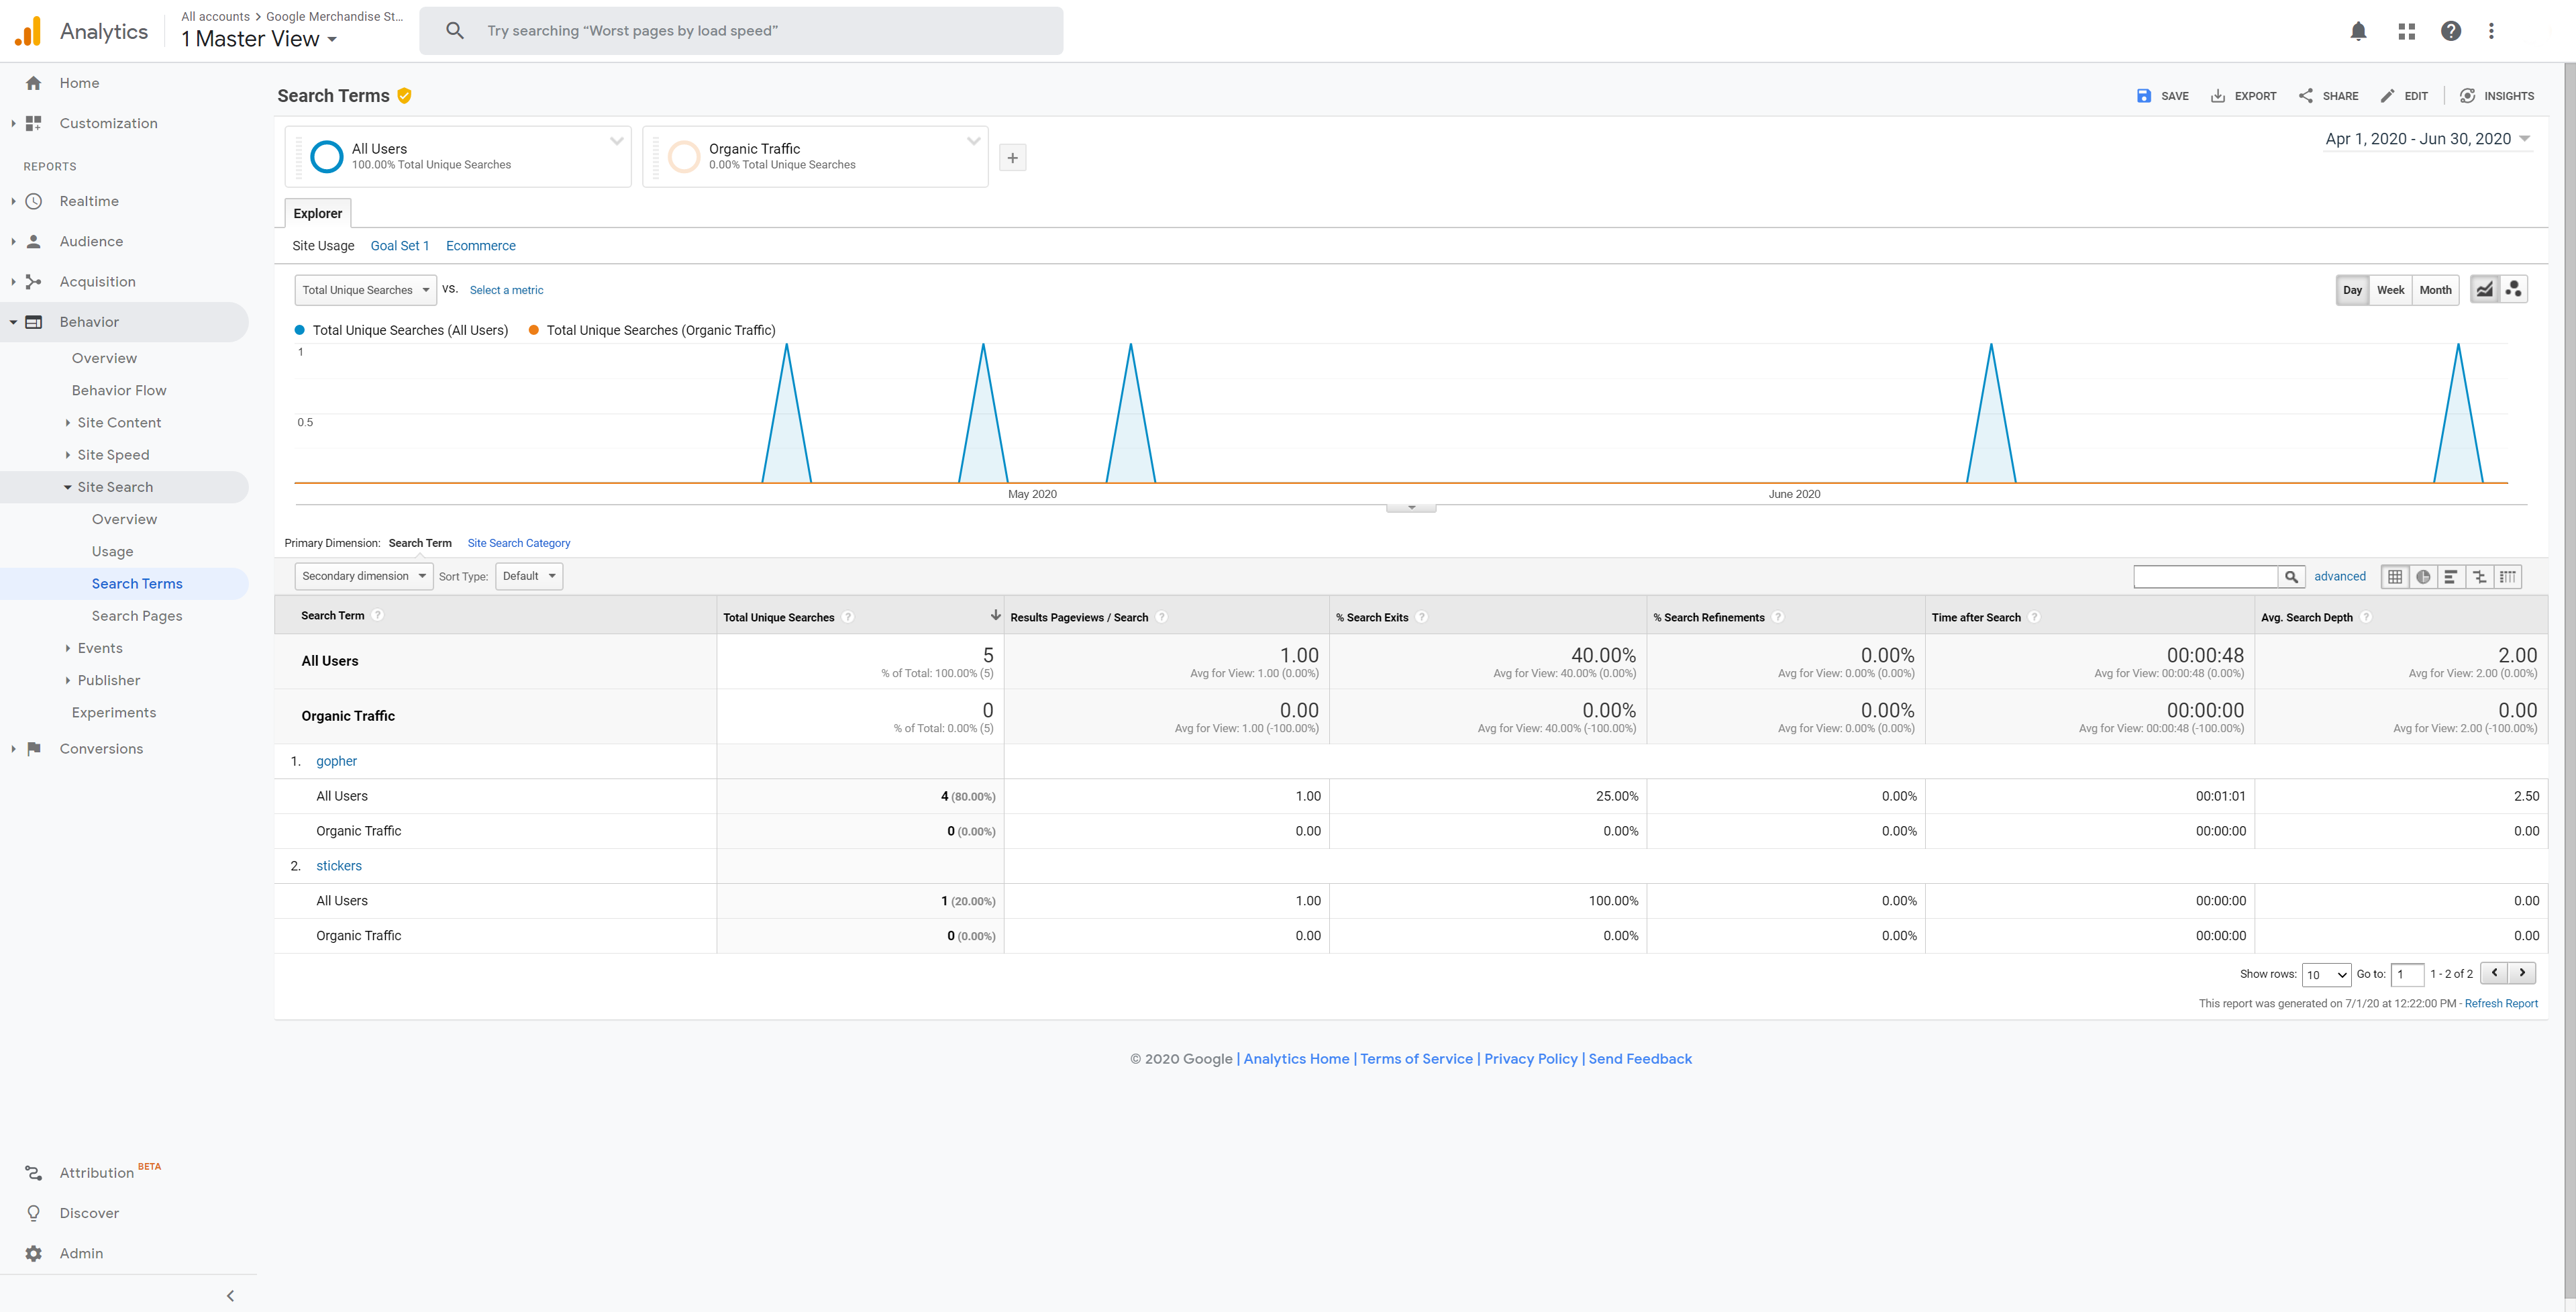 Analytics
All accounts > Google Merchandise St...
1 Master View
Try searching “Worst pages by load speed”
Home
Customization
REPORTS
Realtime
Audience
Acquisition
Behavior
Overview
Behavior Flow
Site Content
Site Speed
Site Search
Overview
Usage
Search Terms
Search Pages
Events
Publisher
Experiments
Conversions
Attribution BETA
Discover
Admin
Search Terms
SAVE EXPORT SHARE EDIT INSIGHTS
All Users
100.00% Total Unique Searches
Organic Traffic
0.00% Total Unique Searches
+
Apr 1, 2020 - Jun 30, 2020
Explorer
Site Usage Goal Set 1 Ecommerce
Total Unique Searches vs. Select a metric
Day Week Month
Total Unique Searches (All Users) Total Unique Searches (Organic Traffic)
1
0.5
May 2020 June 2020
Primary Dimension: Search Term Site Search Category
Secondary dimension Sort Type: Default advanced
Search Term ? Total Unique Searches ? Results Pageviews / Search ? % Search Exits ? % Search Refinements ? Time after Search ? Avg. Search Depth ?
All Users 5 1.00 40.00% 0.00% 00:00:48 2.00
% of Total: 100.00% (5) Avg for View: 1.00 (0.00%) Avg for View: 40.00% (0.00%) Avg for View: 0.00% (0.00%) Avg for View: 00:00:48 (0.00%) Avg for View: 2.00 (0.00%)
Organic Traffic 0 0.00 0.00% 0.00% 00:00:00 0.00
% of Total: 0.00% (5) Avg for View: 1.00 (-100.00%) Avg for View: 40.00% (-100.00%) Avg for View: 0.00% (0.00%) Avg for View: 00:00:48 (-100.00%) Avg for View: 2.00 (-100.00%)
1. gopher
All Users 4 (80.00%) 1.00 25.00% 0.00% 00:01:01 2.50
Organic Traffic 0 (0.00%) 0.00 0.00% 0.00% 00:00:00 0.00
2. stickers
All Users 1 (20.00%) 1.00 100.00% 0.00% 00:00:00 0.00
Organic Traffic 0 (0.00%) 0.00 0.00% 0.00% 00:00:00 0.00
Show rows: 10 Go to: 1 1 - 2 of 2
This report was generated on 7/1/20 at 12:22:00 PM - Refresh Report
© 2020 Google | Analytics Home | Terms of Service | Privacy Policy | Send Feedback